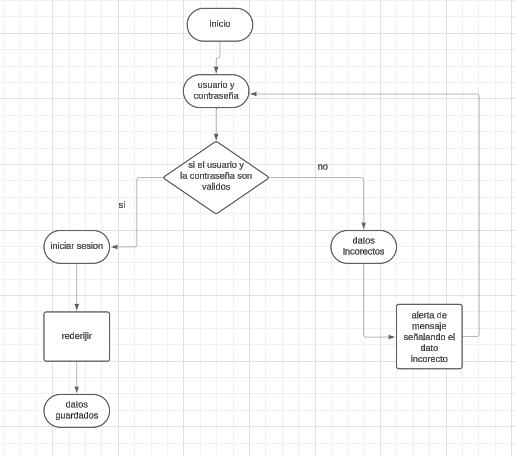 inicio
usuario y
contraseña
si el usuario y
la contraseña son
validos
no
si
iniciar sesion
datos
incorectos
alerta de
mensaje
señalando el
dato
incorecto
rederijir
datos
guardados